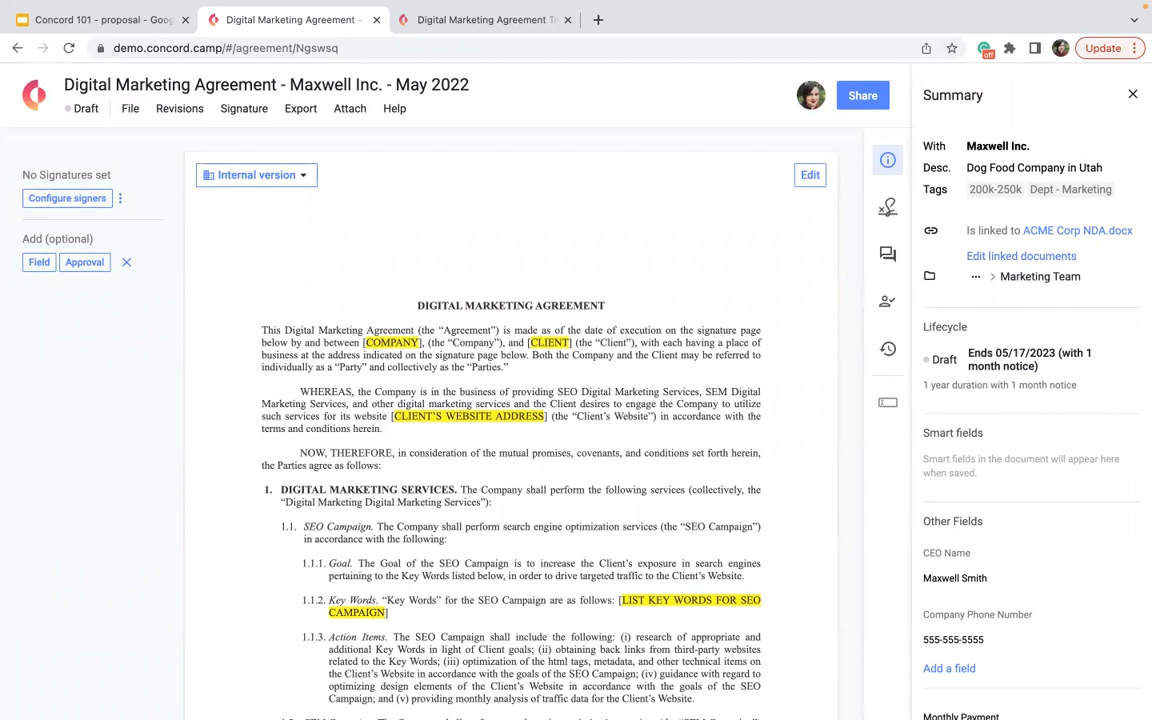 Concord 101 - proposal - Goo
Digital Marketing Agreement -
Digital Marketing Agreement T
demo.concord.camp/#/agreement/Ngswsq
off
Update
Digital Marketing Agreement - Maxwell Inc. - May 2022
Draft File Revisions Signature Export Attach Help
Share
No Signatures set
Configure signers
Add (optional)
Field Approval
Internal version
Edit
DIGITAL MARKETING AGREEMENT
This Digital Marketing Agreement (the “Agreement”) is made as of the date of execution on the signature page
below by and between [COMPANY], (the “Company”), and [CLIENT] (the “Client”), with each having a place of
business at the address indicated on the signature page below. Both the Company and the Client may be referred to
individually as a “Party” and collectively as the “Parties.”
WHEREAS, the Company is in the business of providing SEO Digital Marketing Services, SEM Digital
Marketing Services, and other digital marketing services and the Client desires to engage the Company to utilize
such services for its website [CLIENT’S WEBSITE ADDRESS] (the “Client’s Website”) in accordance with the
terms and conditions herein.
NOW, THEREFORE, in consideration of the mutual promises, covenants, and conditions set forth herein,
the Parties agree as follows:
1. DIGITAL MARKETING SERVICES. The Company shall perform the following services (collectively, the
“Digital Marketing Digital Marketing Services”):
1.1. SEO Campaign. The Company shall perform search engine optimization services (the “SEO Campaign”)
in accordance with the following:
1.1.1. Goal. The Goal of the SEO Campaign is to increase the Client’s exposure in search engines
pertaining to the Key Words listed below, in order to drive targeted traffic to the Client’s Website.
1.1.2. Key Words. “Key Words” for the SEO Campaign are as follows: [LIST KEY WORDS FOR SEO
CAMPAIGN]
1.1.3. Action Items. The SEO Campaign shall include the following: (i) research of appropriate and
additional Key Words in light of Client goals; (ii) obtaining back links from third-party websites
related to the Key Words; (iii) optimization of the html tags, metadata, and other technical items on
the Client’s Website in accordance with the goals of the SEO Campaign; (iv) guidance with regard to
optimizing design elements of the Client’s Website in accordance with the goals of the SEO
Campaign; and (v) providing monthly analysis of traffic data for the Client’s Website.
Summary
With Maxwell Inc.
Desc. Dog Food Company in Utah
Tags 200k-250k Dept - Marketing
Is linked to ACME Corp NDA.docx
Edit linked documents
... > Marketing Team
Lifecycle
Draft Ends 05/17/2023 (with 1
month notice)
1 year duration with 1 month notice
Smart fields
Smart fields in the document will appear here
when saved.
Other Fields
CEO Name
Maxwell Smith
Company Phone Number
555-555-5555
Add a field
Monthly Payment